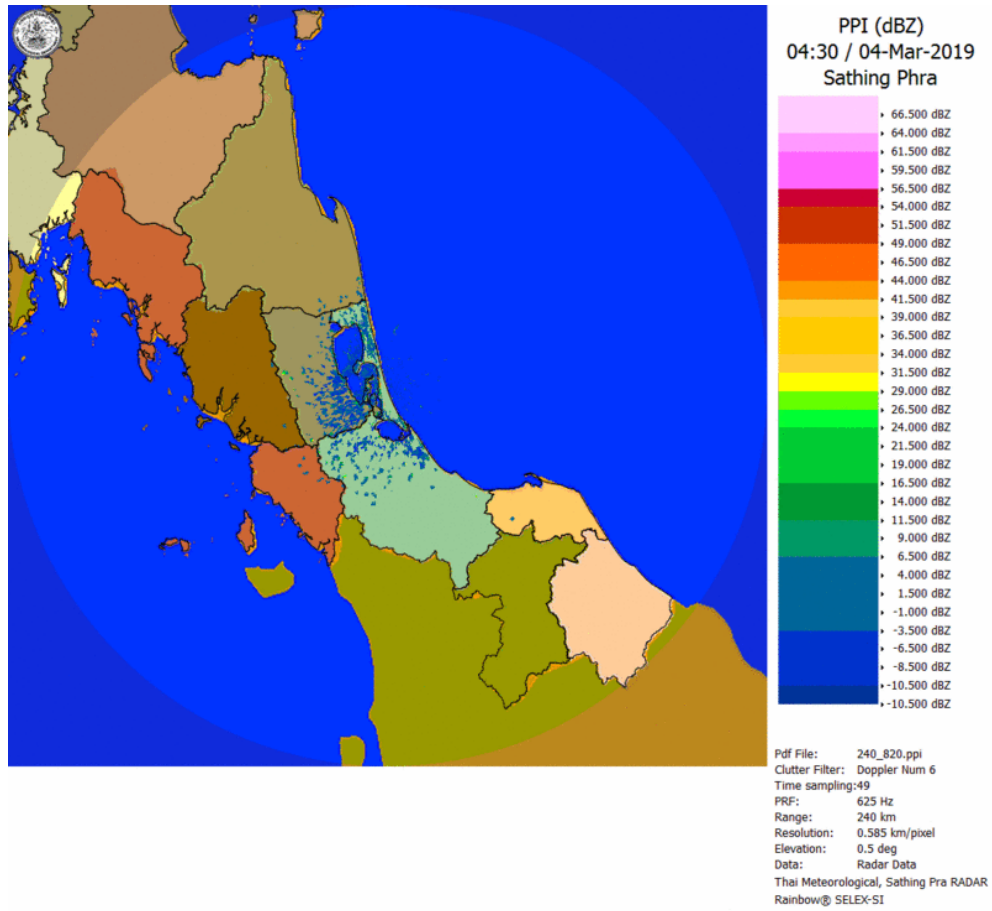 PPI (dBZ)
04:30 / 04-Mar-2019
Sathing Phra
66.500 dBZ
64.000 dBZ
61.500 dBZ
59.500 dBZ
56.500 dBZ
54.000 dBZ
51.500 dBZ
49.000 dBZ
46.500 dBZ
44.000 dBZ
41.500 dBZ
39.000 dBZ
36.500 dBZ
34.000 dBZ
31.500 dBZ
29.000 dBZ
26.500 dBZ
24.000 dBZ
21.500 dBZ
19.000 dBZ
16.500 dBZ
14.000 dBZ
11.500 dBZ
9.000 dBZ
6.500 dBZ
4.000 dBZ
1.500 dBZ
-1.000 dBZ
-3.500 dBZ
-6.500 dBZ
-8.500 dBZ
-10.500 dBZ
-10.500 dBZ
Pdf File: 240_820.ppi
Clutter Filter: Doppler Num 6
Time sampling:49
PRF: 625 Hz
Range: 240 km
Resolution: 0.585 km/pixel
Elevation: 0.5 deg
Data: Radar Data
Thai Meteorological, Sathing Pra RADAR
Rainbow® SELEX-SI